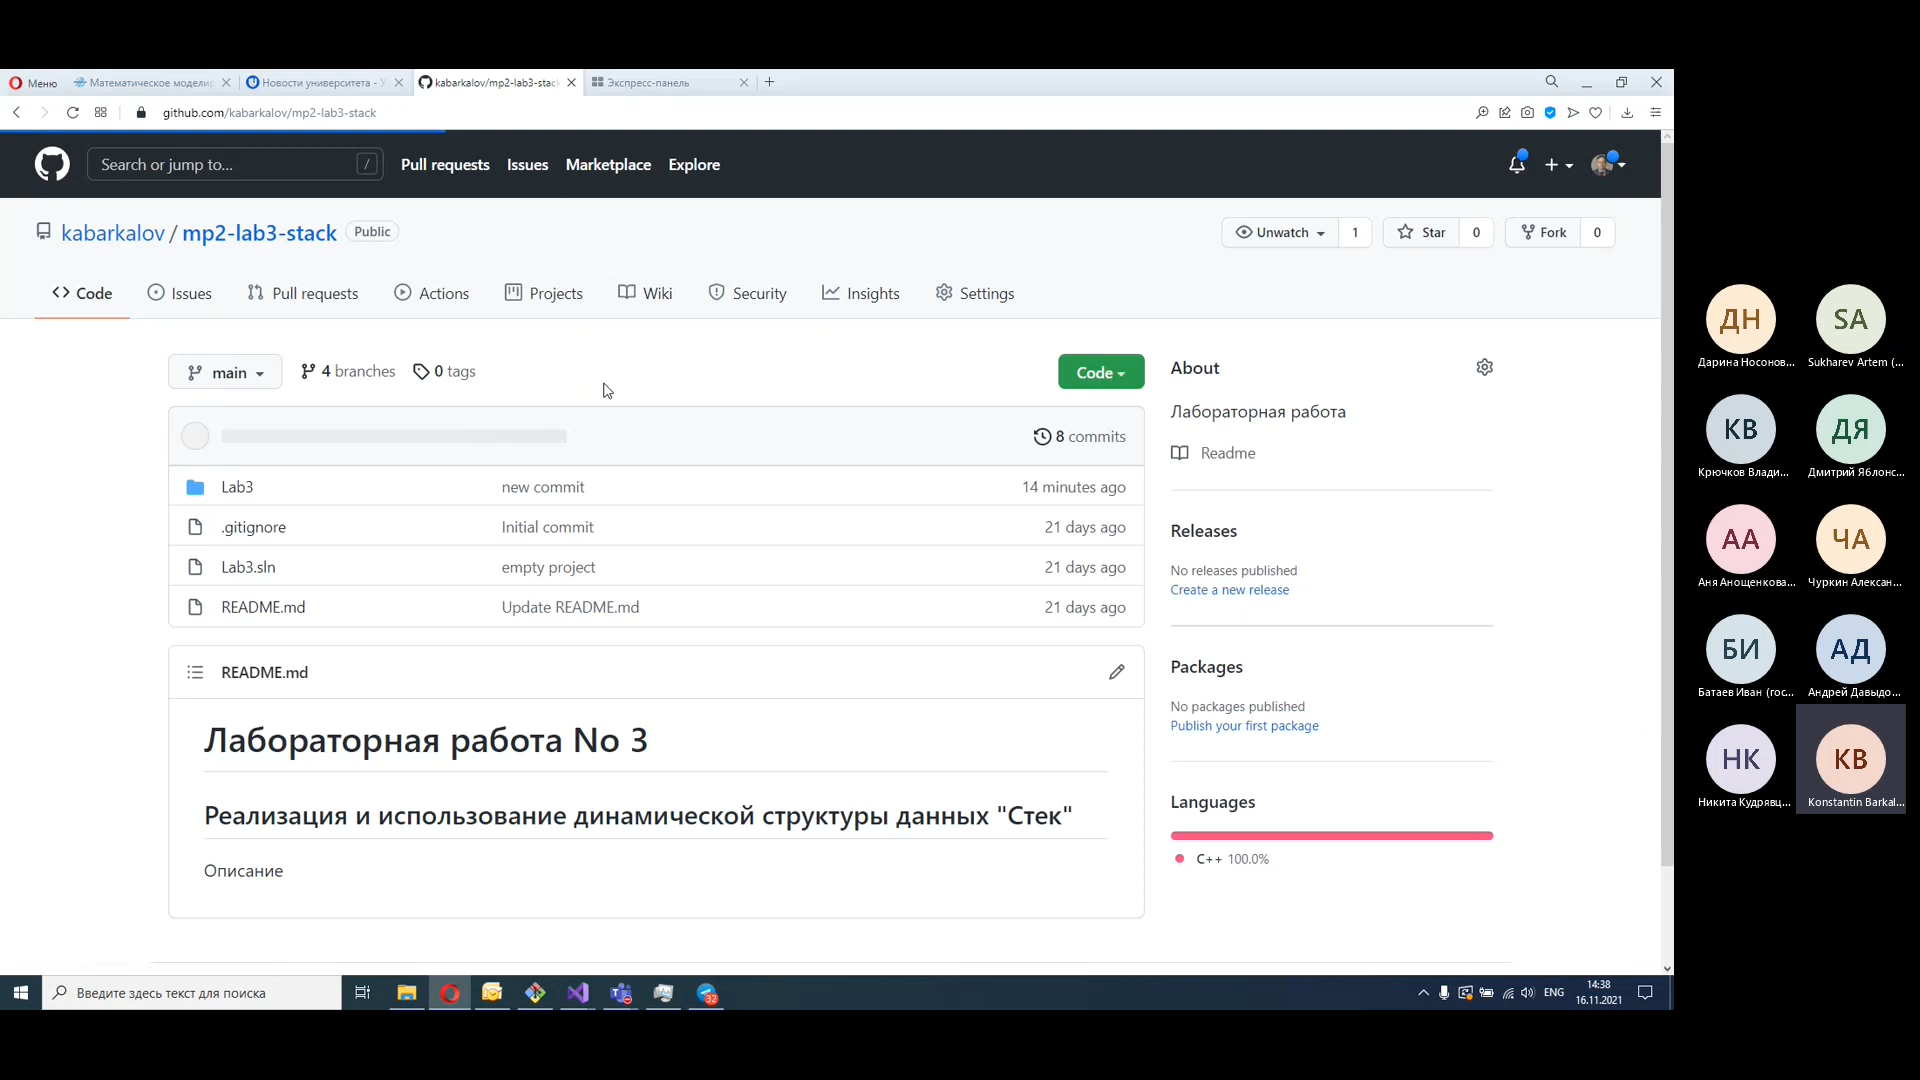 Меню
Математическое моделир
Новости университета - У
kabarkalov/mp2-lab3-stac
Экспресс-панель
github.com/kabarkalov/mp2-lab3-stack
Search or jump to... /
Pull requests
Issues
Marketplace
Explore
kabarkalov / mp2-lab3-stack Public
Unwatch 1
Star 0
Fork 0
Code
Issues
Pull requests
Actions
Projects
Wiki
Security
Insights
Settings
main
4 branches
0 tags
Code
8 commits
Lab3 new commit 14 minutes ago
.gitignore Initial commit 21 days ago
Lab3.sln empty project 21 days ago
README.md Update README.md 21 days ago
README.md
Лабораторная работа No 3
Реализация и использование динамической структуры данных "Стек"
Описание
About
Лабораторная работа
Readme
Releases
No releases published
Create a new release
Packages
No packages published
Publish your first package
Languages
C++ 100.0%
ДН
Дарина Носонов...
SA
Sukharev Artem (...
КВ
Крючков Влади...
ДЯ
Дмитрий Яблонс...
АА
Аня Анощенкова...
ЧА
Чуркин Алексан...
БИ
Батаев Иван (гос...
АД
Андрей Давыдо...
НК
Никита Кудрявц...
КВ
Konstantin Barkal...
Введите здесь текст для поиска
32
ENG
14:38
16.11.2021